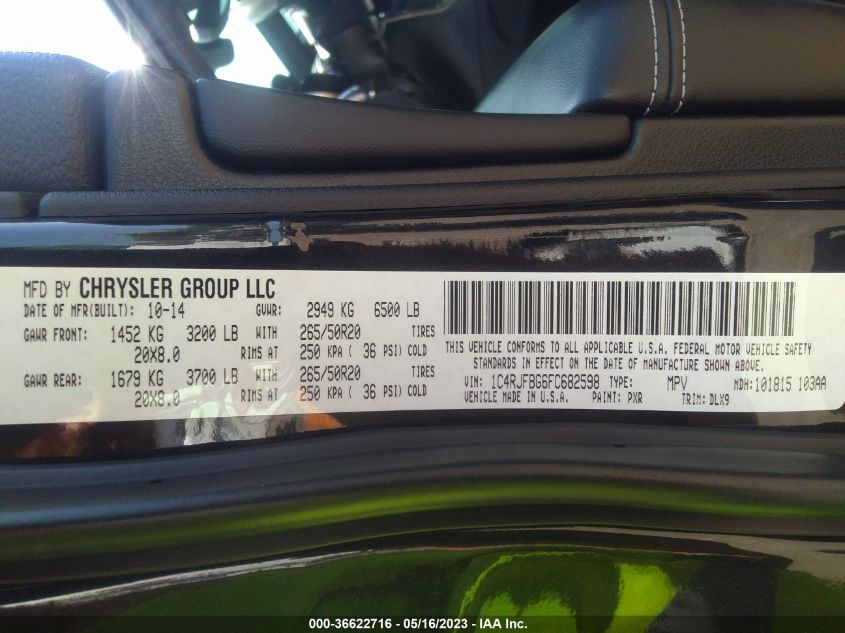 MFD BY CHRYSLER GROUP LLC
DATE OF MFR(BUILT): 10-14 GVWR: 2949 KG 6500 LB
GAWR FRONT: 1452 KG 3200 LB WITH 265/50R20 TIRES
20X8.0 RIMS AT 250 KPA ( 36 PSI) COLD
GAWR REAR: 1679 KG 3700 LB WITH 265/50R20 TIRES
20X8.0 RIMS AT 250 KPA ( 36 PSI) COLD
THIS VEHICLE CONFORMS TO ALL APPLICABLE U.S.A. FEDERAL MOTOR VEHICLE SAFETY
STANDARDS IN EFFECT ON THE DATE OF MANUFACTURE SHOWN ABOVE.
VIN: 1C4RJFBG6FC682598 TYPE: MPV MDH:101815 103AA
VEHICLE MADE IN U.S.A. PAINT: PXR TRIM: DLX9
000-36622716 - 05/16/2023 - IAA Inc.